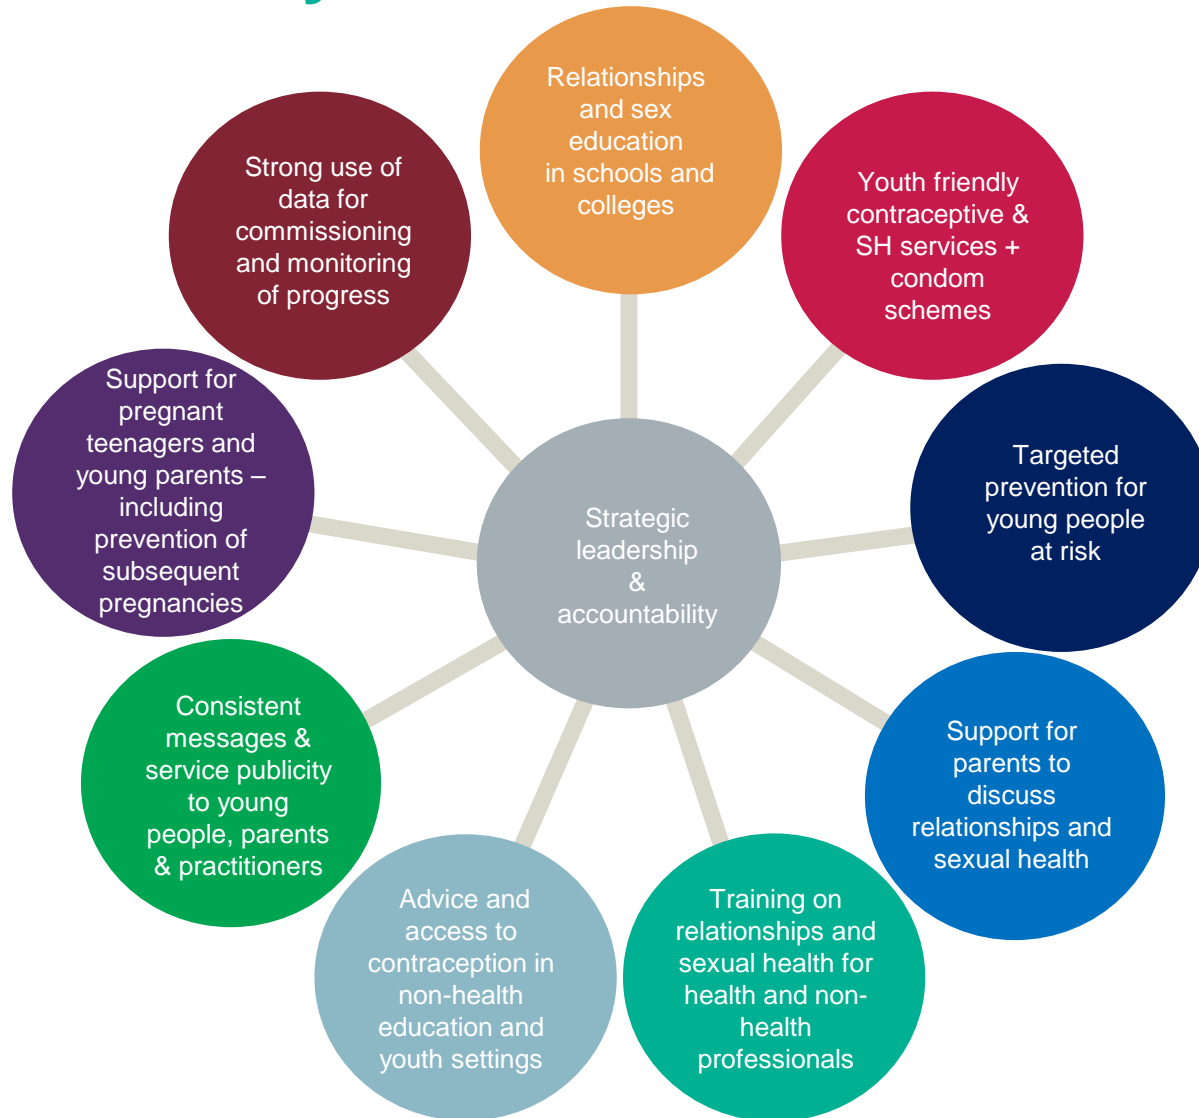 Relationships
and sex
education
in schools and
colleges
Youth friendly
contraceptive &
SH services +
condom
schemes
Targeted
prevention for
young people
at risk
Support for
parents to
discuss
relationships and
sexual health
Training on
relationships and
sexual health for
health and non-
health
professionals
Advice and
access to
contraception in
non-health
education and
youth settings
Consistent
messages &
service publicity
to young
people, parents
& practitioners
Support for
pregnant
teenagers and
young parents –
including
prevention of
subsequent
pregnancies
Strong use of
data for
commissioning
and monitoring
of progress
Strategic
leadership
&
accountability